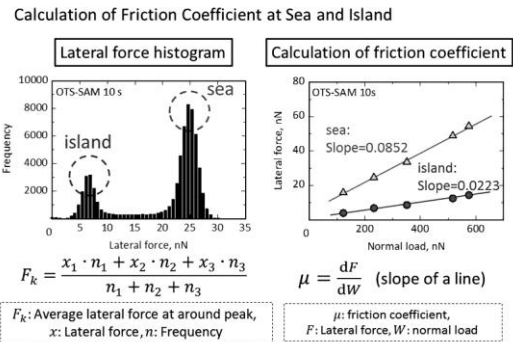 Calculation of Friction Coefficient at Sea and Island
Lateral force histogram
10000
8000
6000
4000
2000
0
Frequency
OTS-SAM 10 s
sea
island
0 5 10 15 20 25 30 35
Lateral force, nN
F_k = (x_1 · n_1 + x_2 · n_2 + x_3 · n_3) / (n_1 + n_2 + n_3)
F_k: Average lateral force at around peak,
x: Lateral force, n: Frequency
Calculation of friction coefficient
80
60
40
20
Lateral force, nN
OTS-SAM 10s
sea:
Slope=0.0852
island:
Slope=0.0223
0 200 400 600
Normal load, nN
μ = dF/dW (slope of a line)
μ: friction coefficient,
F: Lateral force, W: normal load